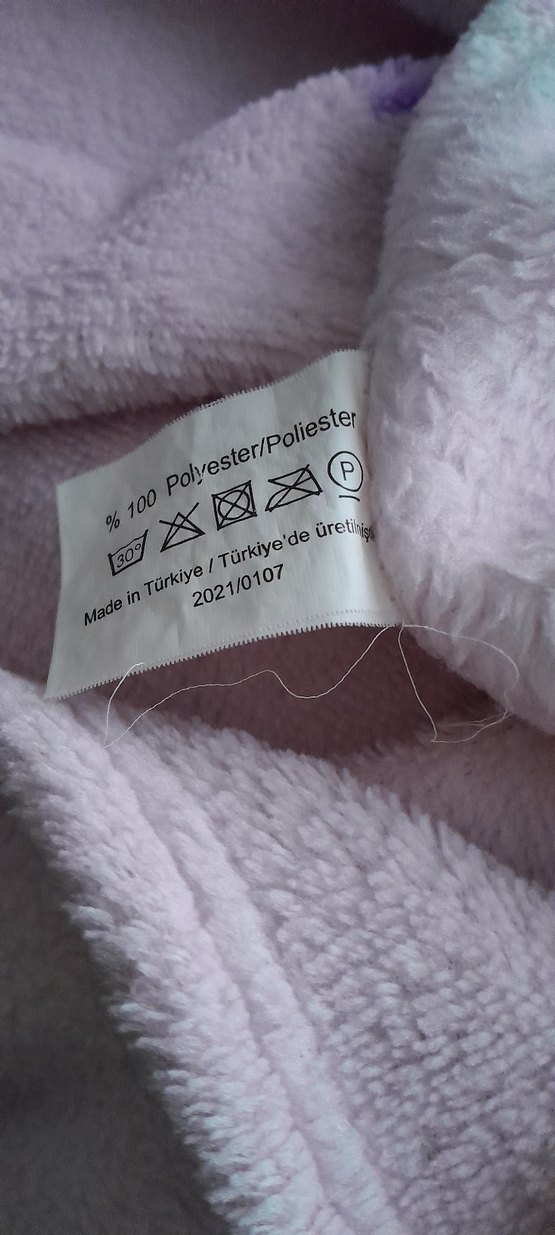 % 100 Polyester/Poliester
30° P
Made in Türkiye / Türkiye'de üretilmiştir
2021/0107